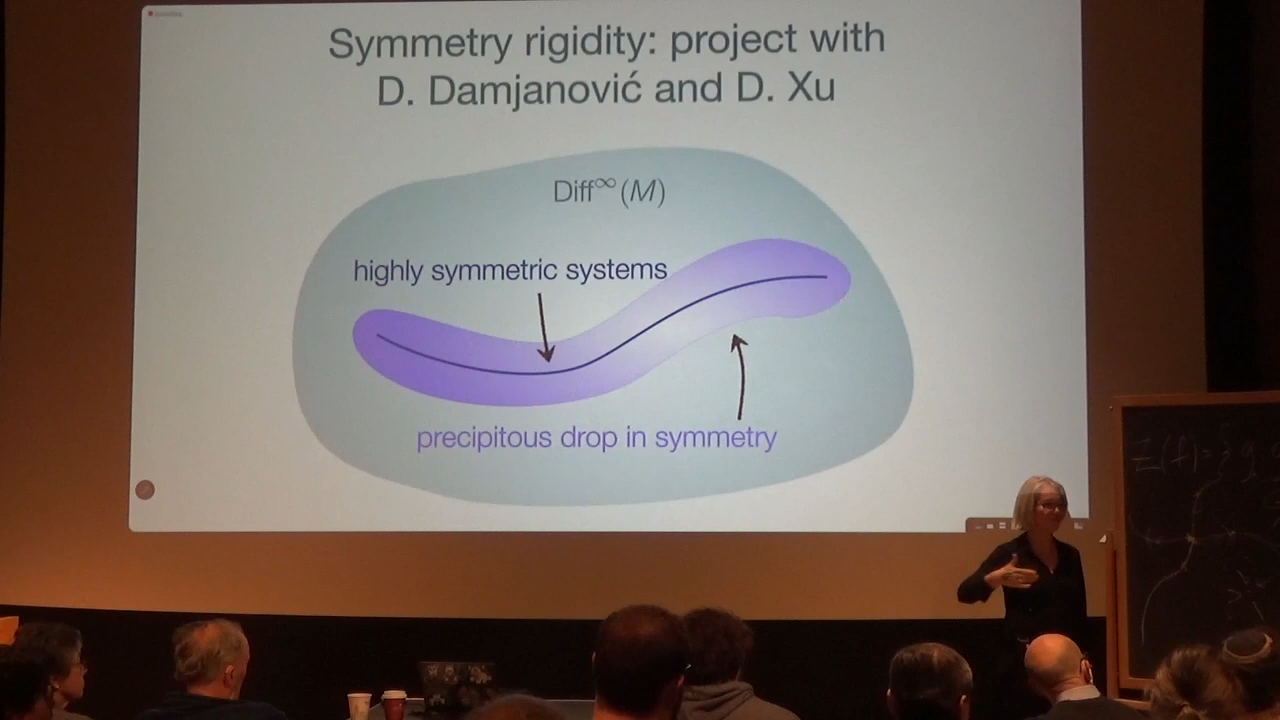 Symmetry rigidity: project with
D. Damjanović and D. Xu
Diff∞(M)
highly symmetric systems
precipitous drop in symmetry